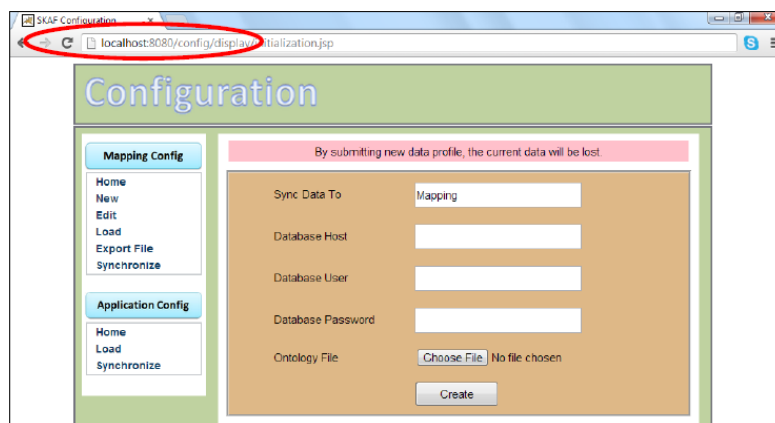 SKAF Configuration
localhost:8080/config/display/initialization.jsp
Configuration
Mapping Config
Home
New
Edit
Load
Export File
Synchronize
Application Config
Home
Load
Synchronize
By submitting new data profile, the current data will be lost.
Sync Data To
Mapping
Database Host
Database User
Database Password
Ontology File
Choose File No file chosen
Create